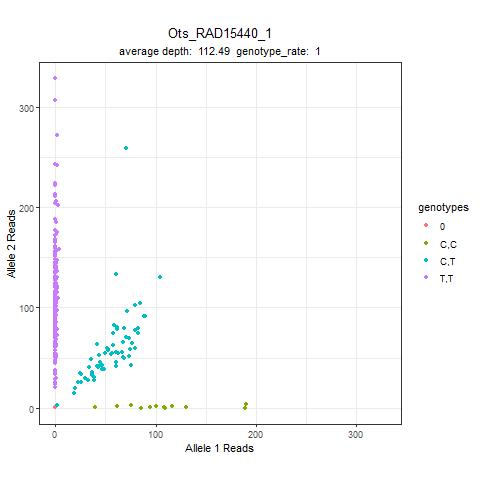 Ots_RAD15440_1
average depth:  112.49  genotype_rate:  1
300
200
100
0
0
100
200
300
Allele 1 Reads
Allele 2 Reads
genotypes
0
C,C
C,T
T,T